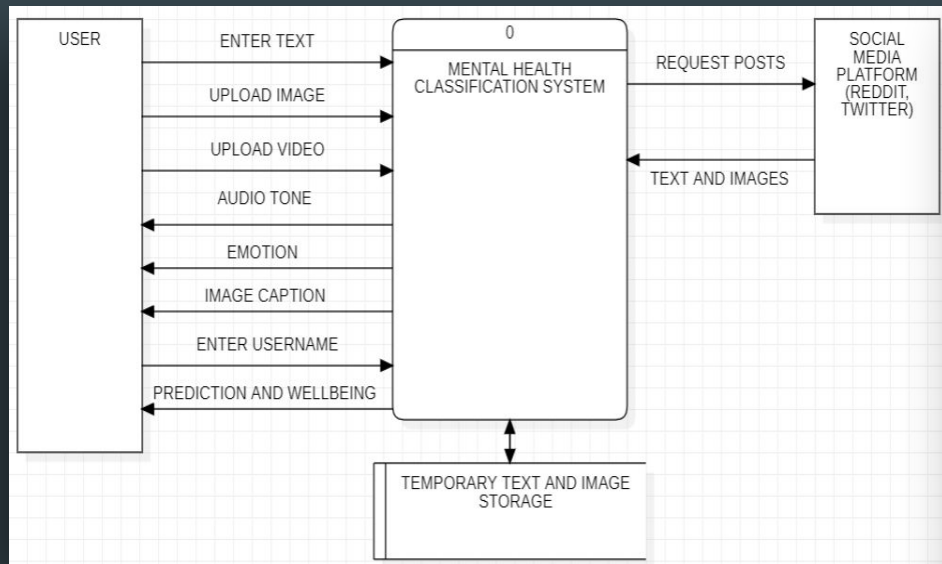 USER
ENTER TEXT
UPLOAD IMAGE
UPLOAD VIDEO
AUDIO TONE
EMOTION
IMAGE CAPTION
ENTER USERNAME
PREDICTION AND WELLBEING
0
MENTAL HEALTH
CLASSIFICATION SYSTEM
REQUEST POSTS
TEXT AND IMAGES
SOCIAL
MEDIA
PLATFORM
(REDDIT,
TWITTER)
TEMPORARY TEXT AND IMAGE
STORAGE